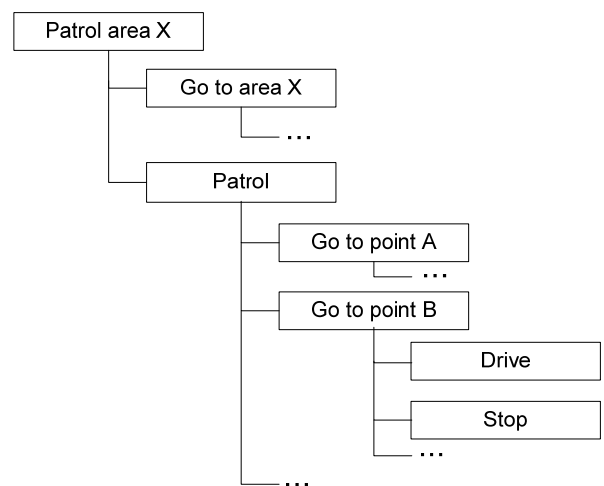 Patrol area X
Go to area X
...
Patrol
Go to point A
...
Go to point B
Drive
Stop
...
...